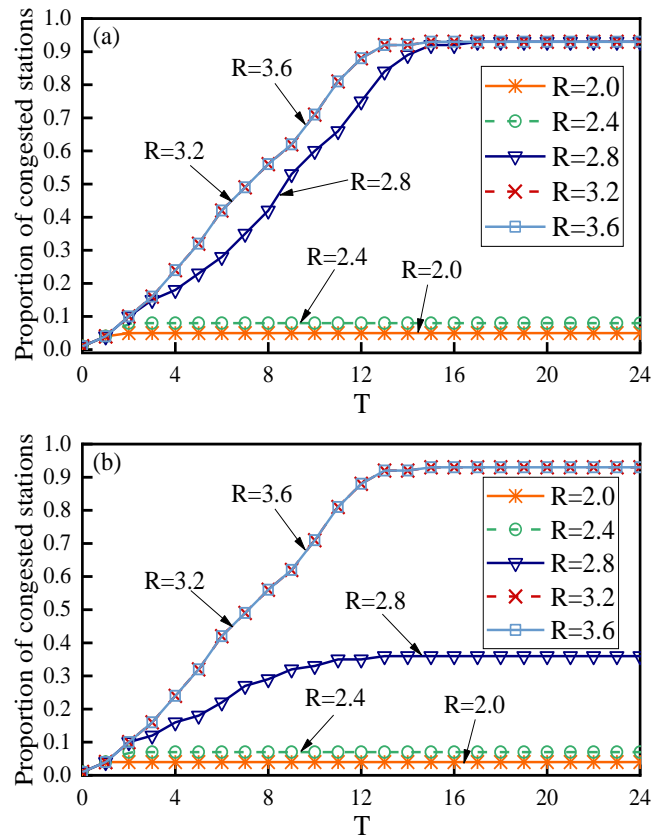 (a)
Proportion of congested stations
1.0
0.9
0.8
0.7
0.6
0.5
0.4
0.3
0.2
0.1
0.0
R=3.6
R=3.2
R=2.8
R=2.4
R=2.0
R=2.0
R=2.4
R=2.8
R=3.2
R=3.6
0 4 8 12 16 20 24
T
(b)
Proportion of congested stations
1.0
0.9
0.8
0.7
0.6
0.5
0.4
0.3
0.2
0.1
0.0
R=3.6
R=3.2
R=2.8
R=2.4
R=2.0
R=2.0
R=2.4
R=2.8
R=3.2
R=3.6
0 4 8 12 16 20 24
T